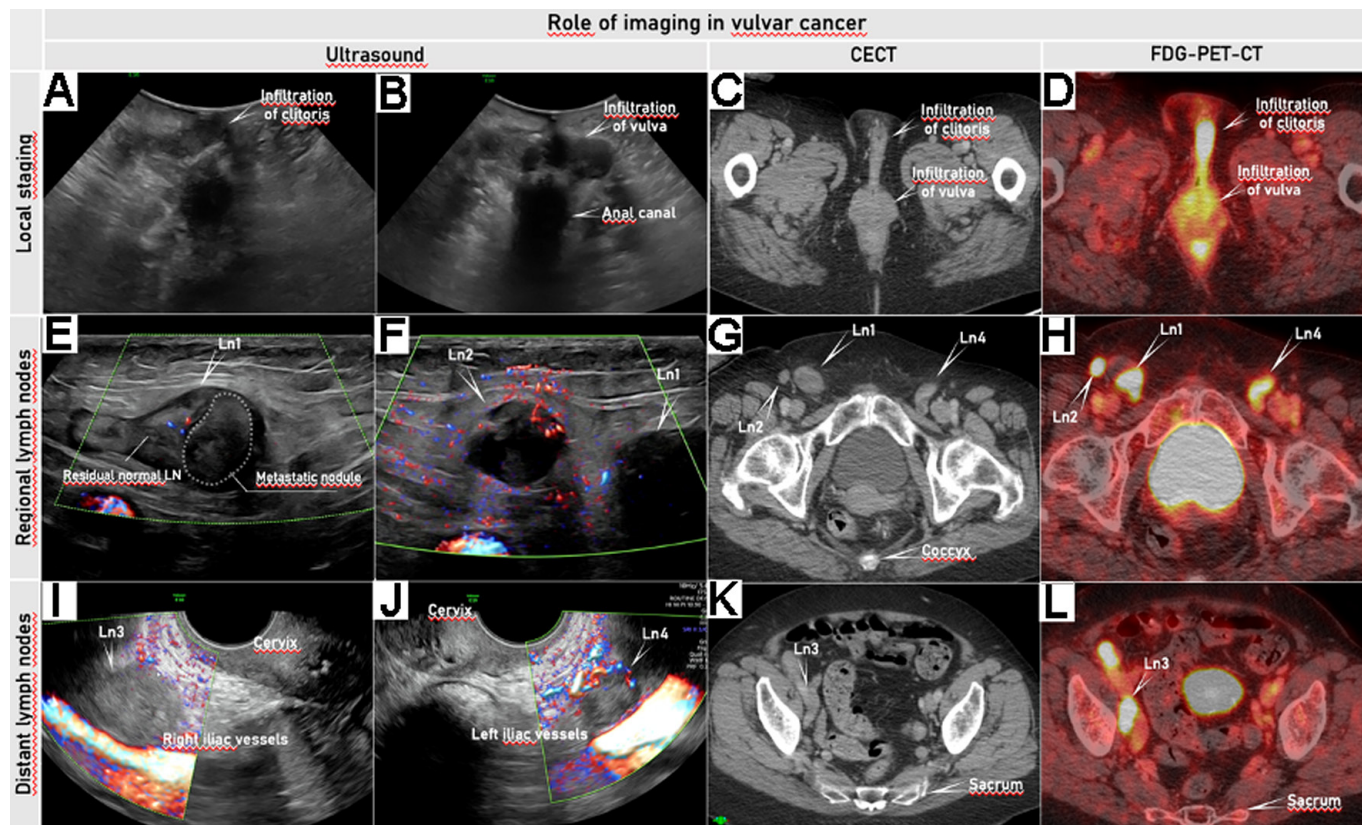 Role of imaging in vulvar cancer
Ultrasound
CECT
FDG-PET-CT
Local staging
A
Infiltration
of clitoris
B
Infiltration
of vulva
Anal canal
C
Infiltration
of clitoris
Infiltration
of vulva
D
Infiltration
of clitoris
Infiltration
of vulva
Regional lymph nodes
E
Ln1
Residual normal LN
Metastatic nodule
F
Ln2
Ln1
G
Ln1
Ln4
Ln2
Coccyx
H
Ln1
Ln4
Ln2
Distant lymph nodes
I
Ln3
Cervix
Right iliac vessels
J
Cervix
Ln4
Left iliac vessels
K
Ln3
Sacrum
L
Ln3
Sacrum